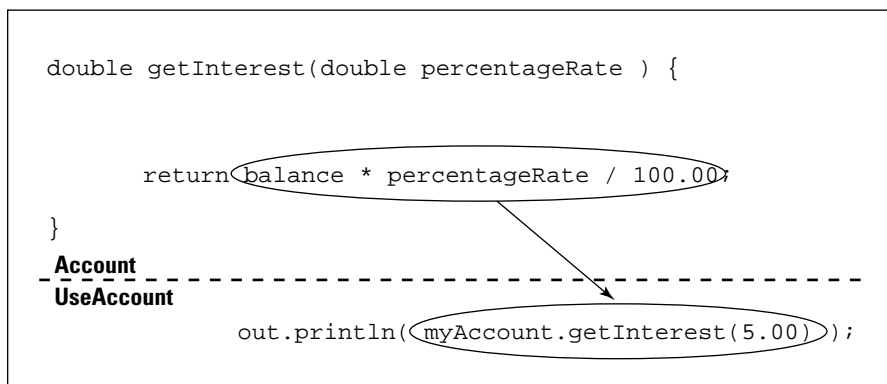 double getInterest(double percentageRate ) {
return balance * percentageRate / 100.00;
}
Account
UseAccount
out.println( myAccount.getInterest(5.00) );